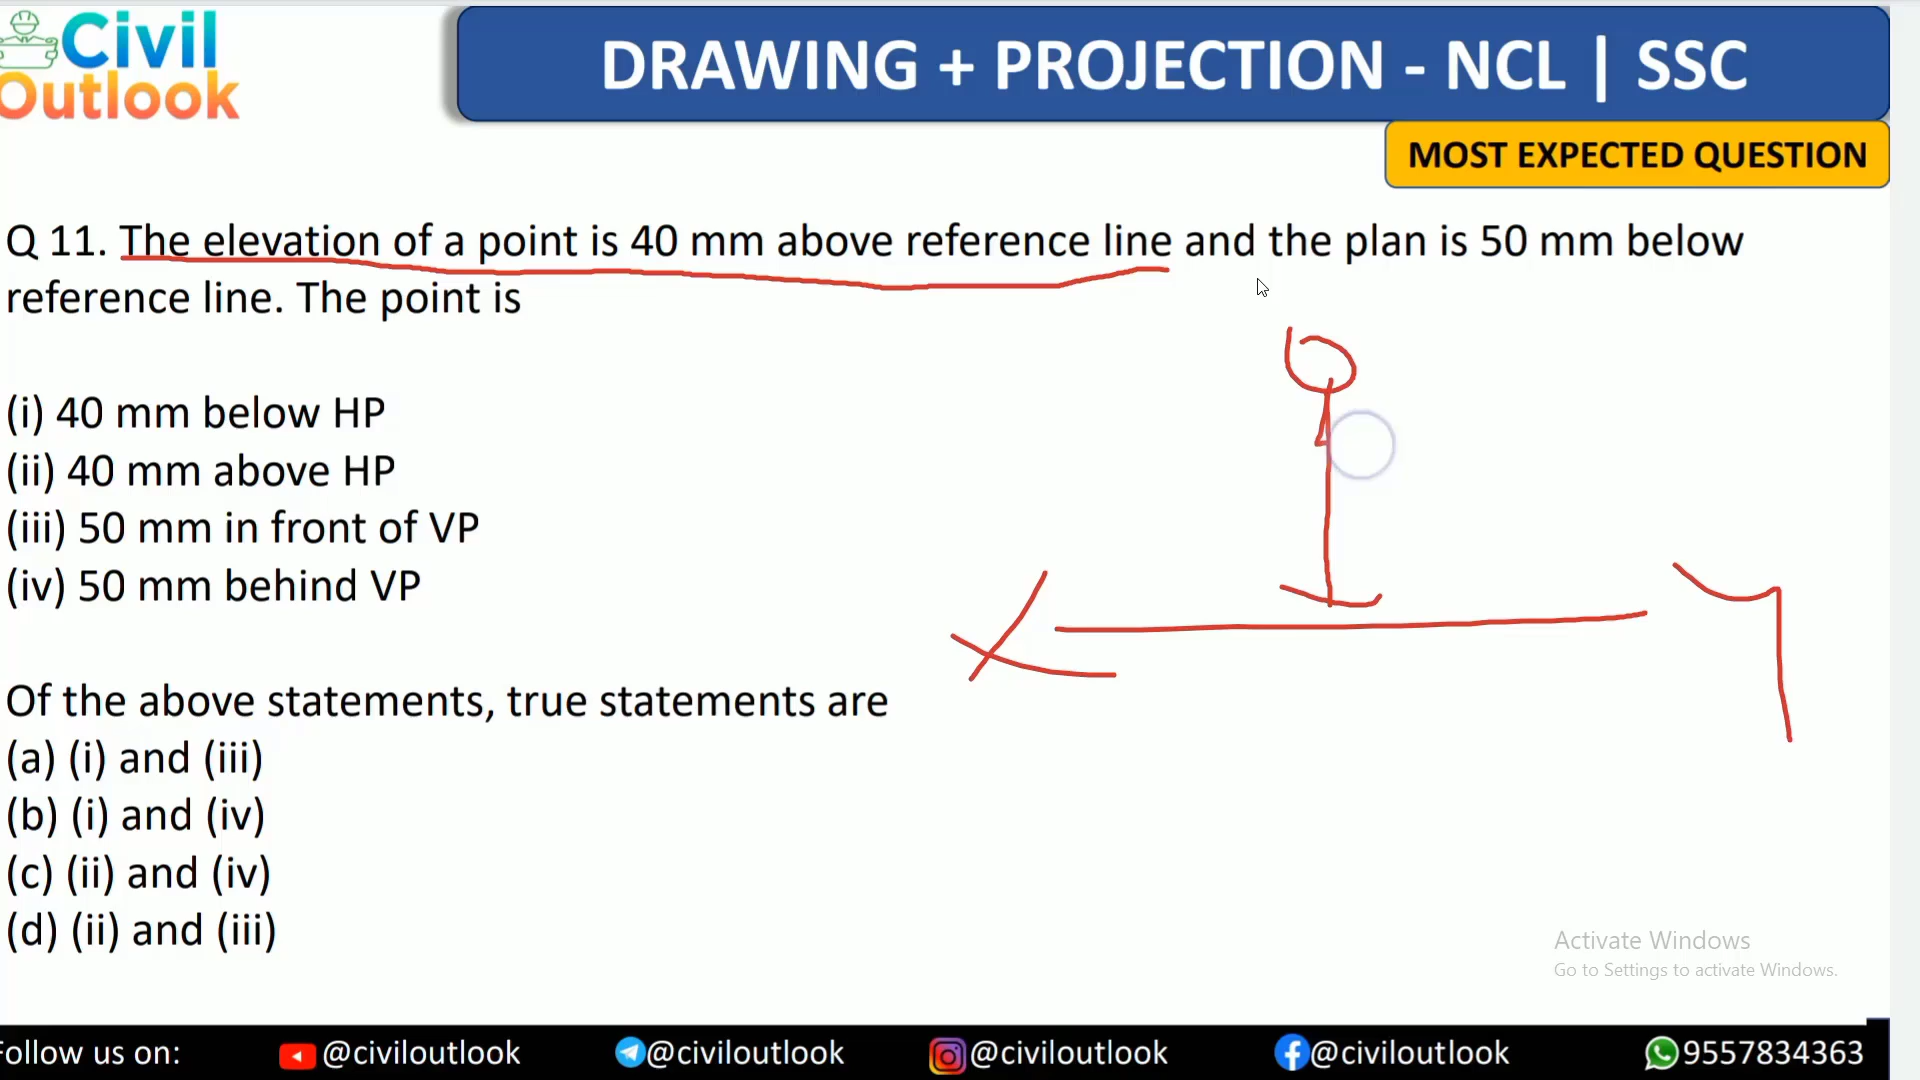 Civil
Outlook
DRAWING + PROJECTION - NCL | SSC
MOST EXPECTED QUESTION
Q 11. The elevation of a point is 40 mm above reference line and the plan is 50 mm below
reference line. The point is
(i) 40 mm below HP
(ii) 40 mm above HP
(iii) 50 mm in front of VP
(iv) 50 mm behind VP
X
Y
Of the above statements, true statements are
(a) (i) and (iii)
(b) (i) and (iv)
(c) (ii) and (iv)
(d) (ii) and (iii)
Activate Windows
Go to Settings to activate Windows.
Follow us on: @civiloutlook @civiloutlook @civiloutlook @civiloutlook 9557834363